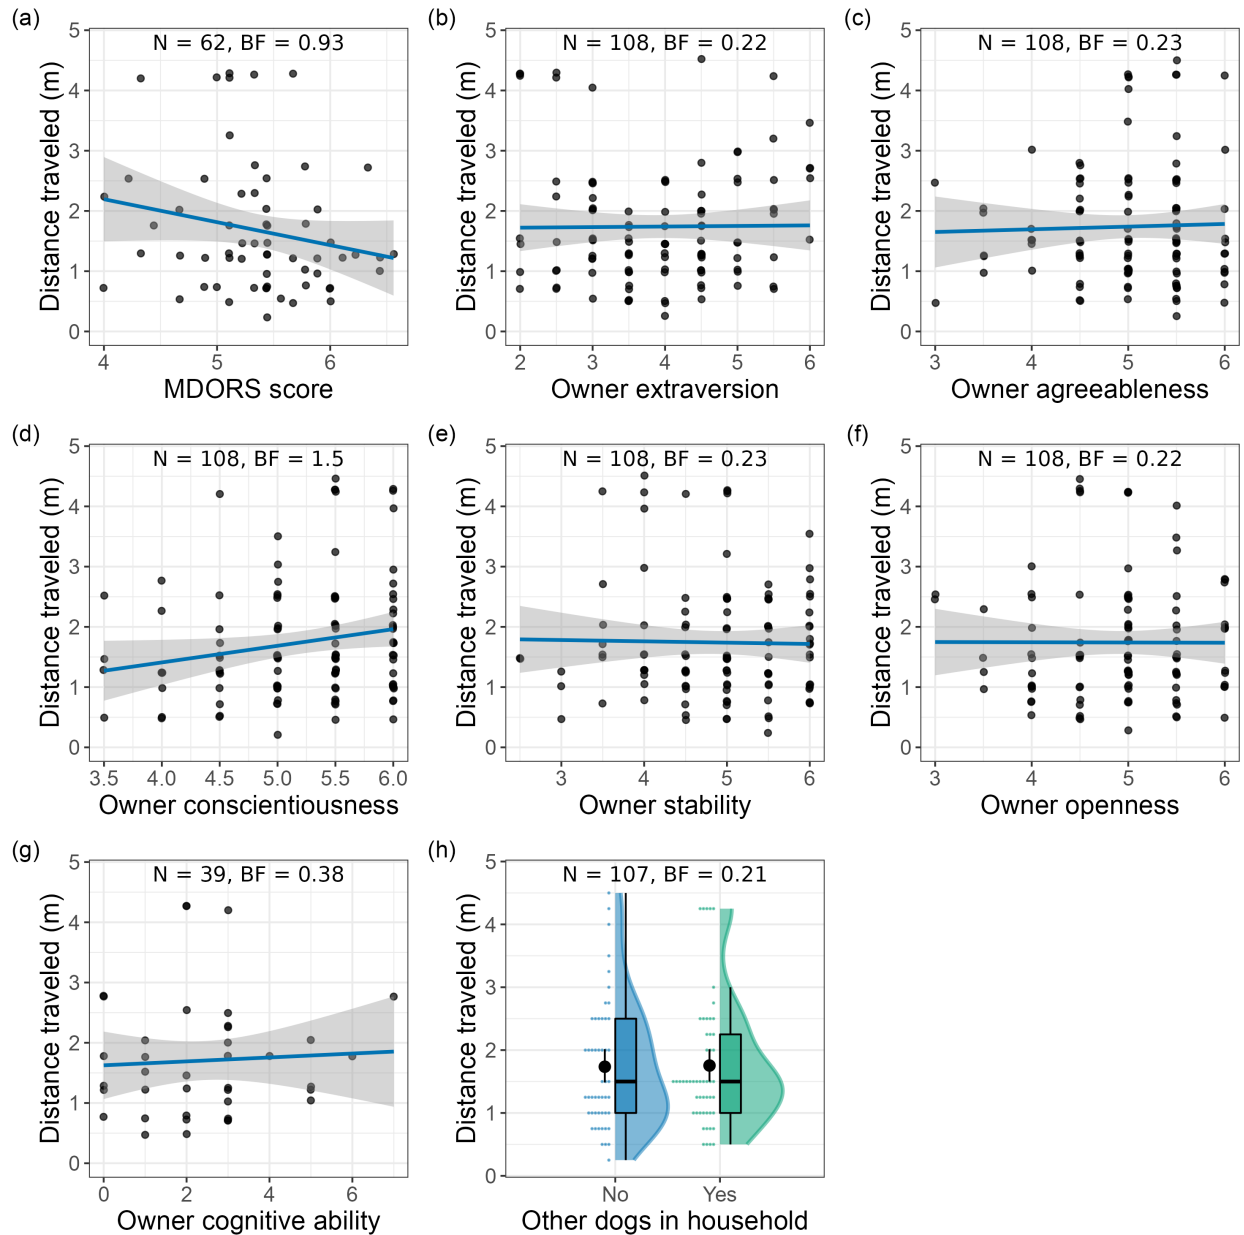 (a)
N = 62, BF = 0.93
Distance traveled (m)
5
4
3
2
1
0
4 5 6
MDORS score
(b)
N = 108, BF = 0.22
Distance traveled (m)
5
4
3
2
1
0
2 3 4 5 6
Owner extraversion
(c)
N = 108, BF = 0.23
Distance traveled (m)
5
4
3
2
1
0
3 4 5 6
Owner agreeableness
(d)
N = 108, BF = 1.5
Distance traveled (m)
5
4
3
2
1
0
3.5 4.0 4.5 5.0 5.5 6.0
Owner conscientiousness
(e)
N = 108, BF = 0.23
Distance traveled (m)
5
4
3
2
1
0
3 4 5 6
Owner stability
(f)
N = 108, BF = 0.22
Distance traveled (m)
5
4
3
2
1
0
3 4 5 6
Owner openness
(g)
N = 39, BF = 0.38
Distance traveled (m)
5
4
3
2
1
0
0 2 4 6
Owner cognitive ability
(h)
N = 107, BF = 0.21
Distance traveled (m)
5
4
3
2
1
0
No Yes
Other dogs in household